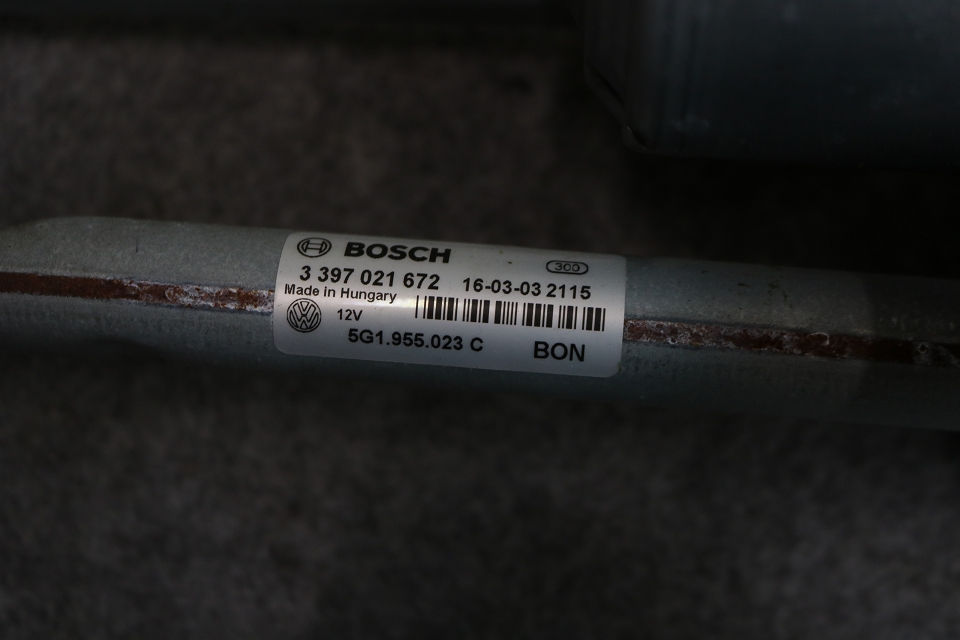 BOSCH
300
3 397 021 672 16-03-03 2115
Made in Hungary
12V
5G1.955.023 C
BON